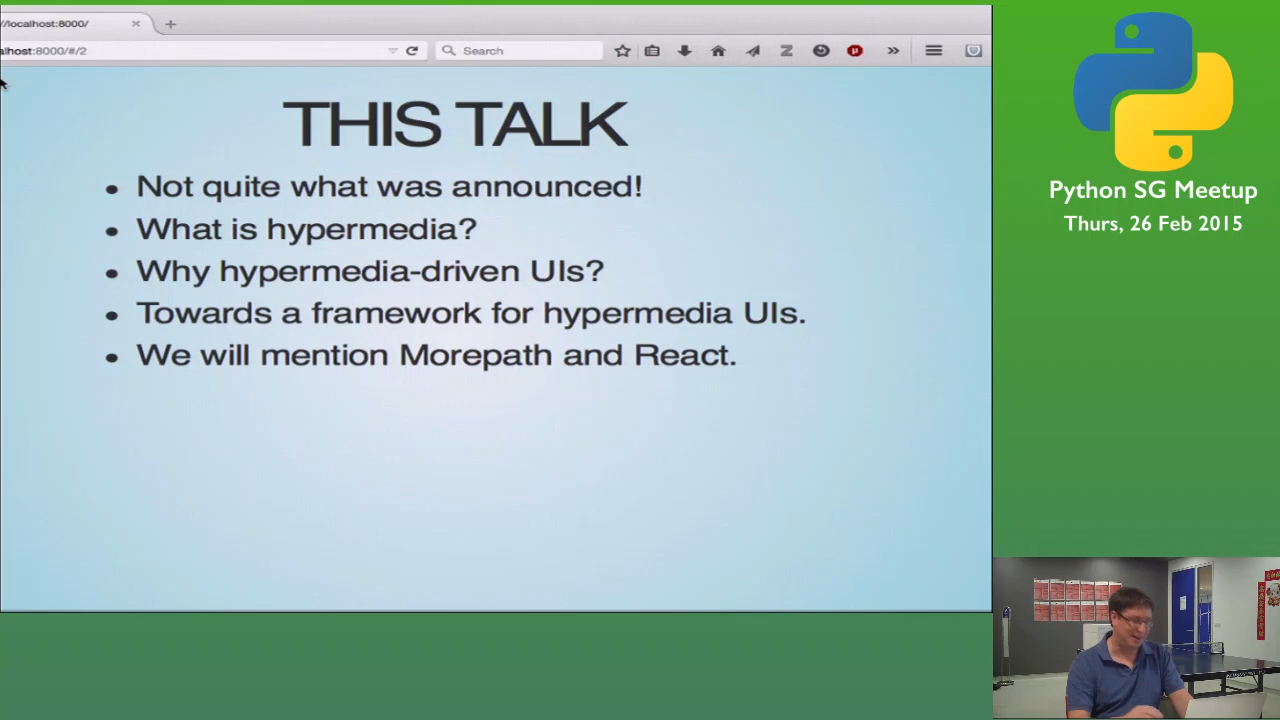 //localhost:8000/
alhost:8000/#/2
Search
THIS TALK
• Not quite what was announced!
• What is hypermedia?
• Why hypermedia-driven UIs?
• Towards a framework for hypermedia UIs.
• We will mention Morepath and React.
Python SG Meetup
Thurs, 26 Feb 2015